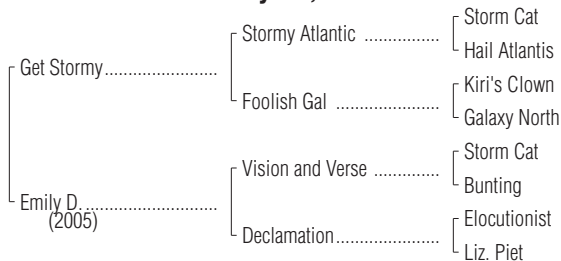 Storm Cat
Stormy Atlantic ................
Hail Atlantis
Get Stormy........................
Kiri's Clown
Foolish Gal ......................
Galaxy North
Storm Cat
Vision and Verse ..............
Bunting
Emily D. ............................
(2005)
Elocutionist
Declamation......................
Liz. Piet